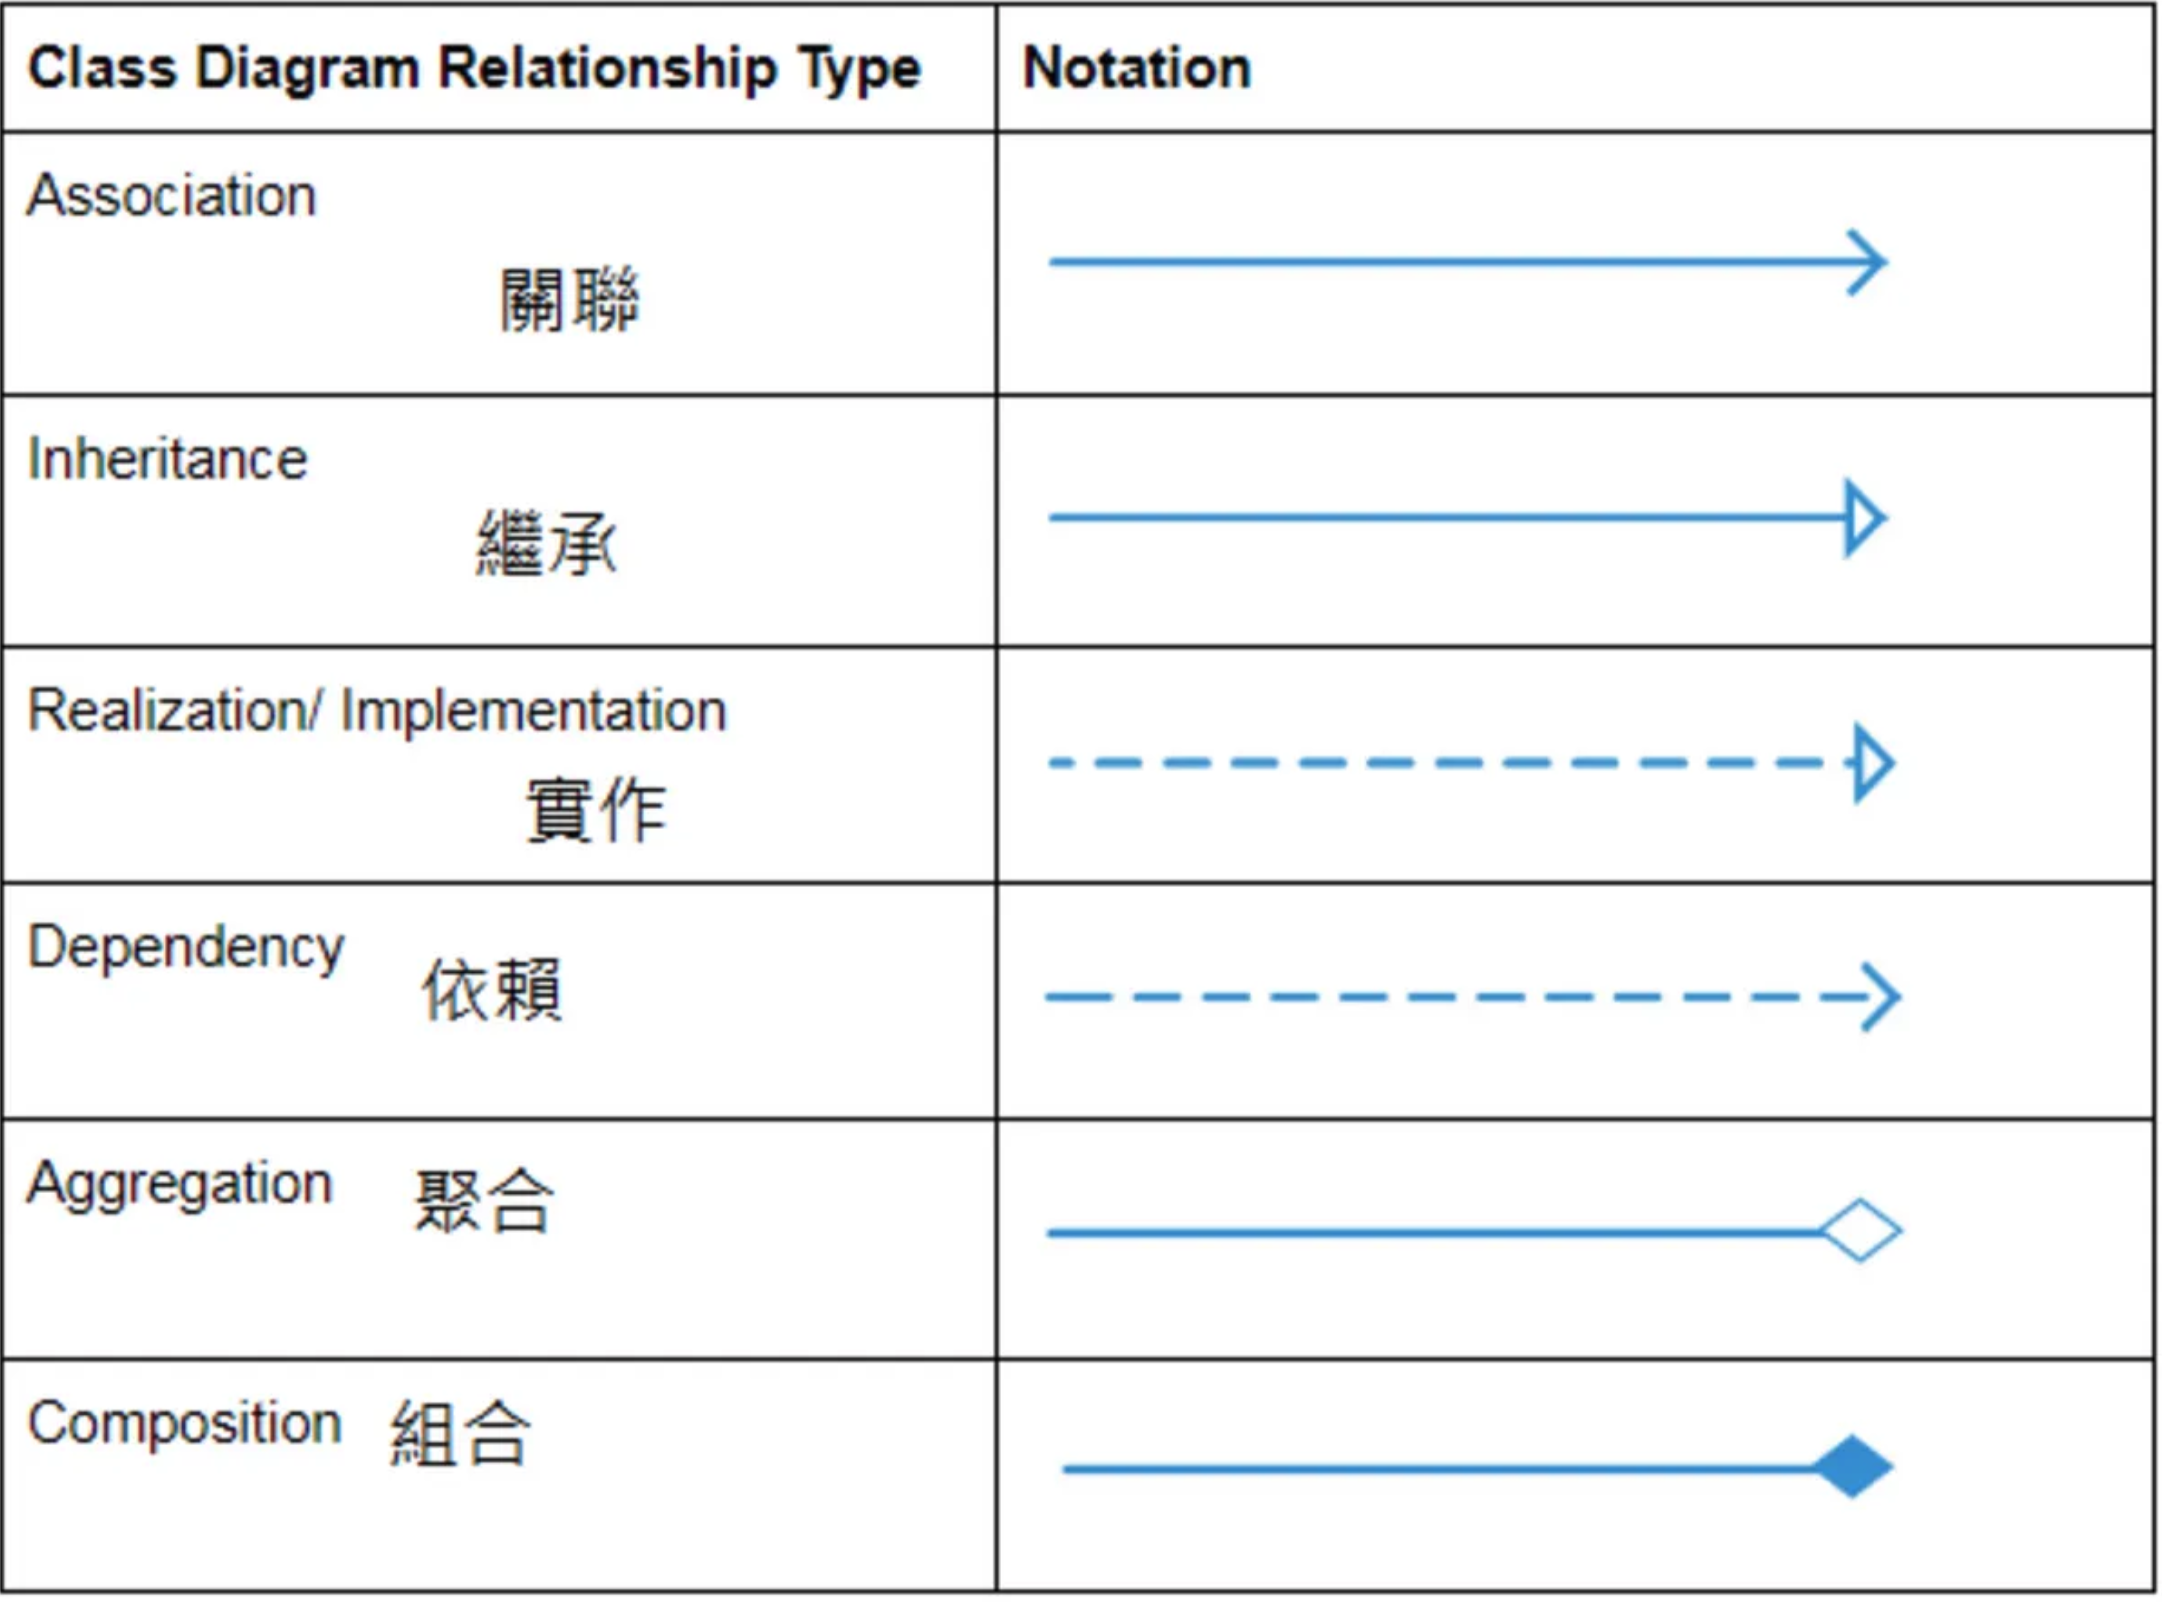 Class Diagram Relationship Type
Notation
Association
關聯
Inheritance
繼承
Realization/ Implementation
實作
Dependency
依賴
Aggregation
聚合
Composition
組合